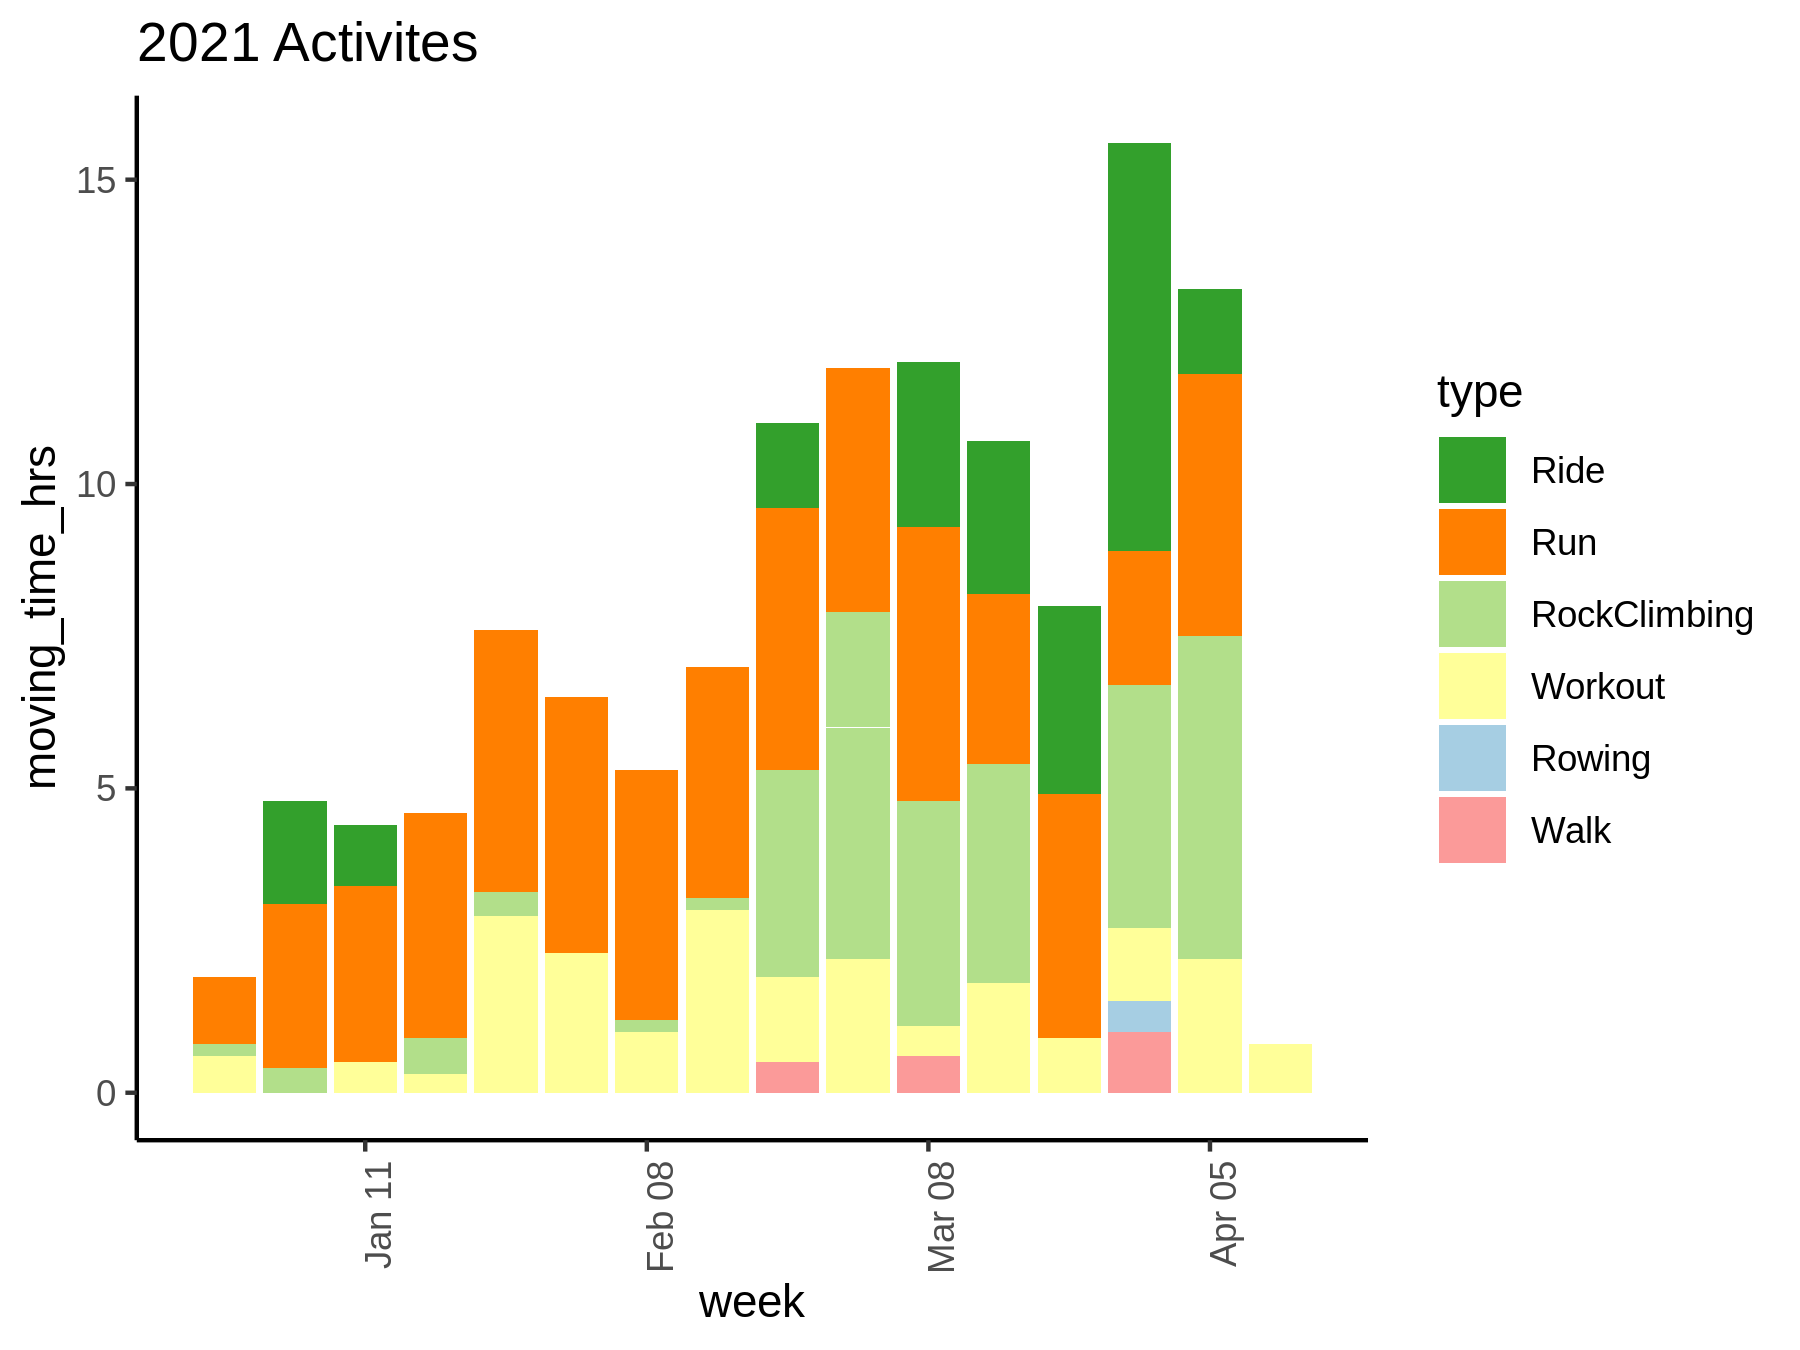 2021 Activites
moving_time_hrs
15
10
5
0
Jan 11
Feb 08
Mar 08
Apr 05
week
type
Ride
Run
RockClimbing
Workout
Rowing
Walk